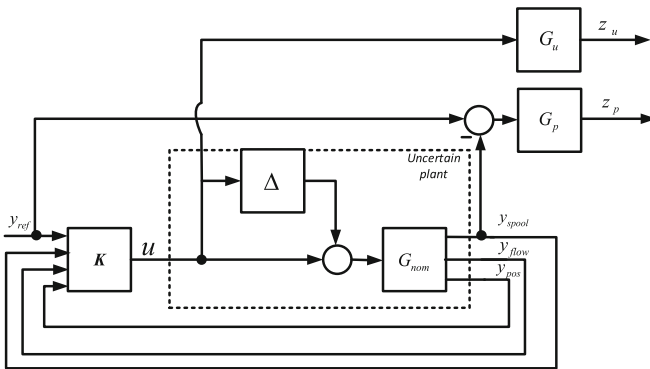 G_u
z_u
G_p
z_p
Uncertain
plant
Δ
y_ref
K
u
G_nom
y_spool
y_flow
y_pos